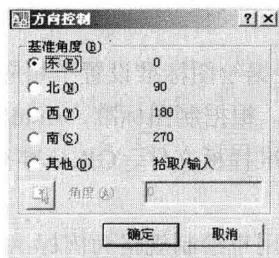 方向控制
基准角度(B)
东(E) 0
北(N) 90
西(W) 180
南(S) 270
其他(O) 拾取/输入
角度(A) 0
确定 取消